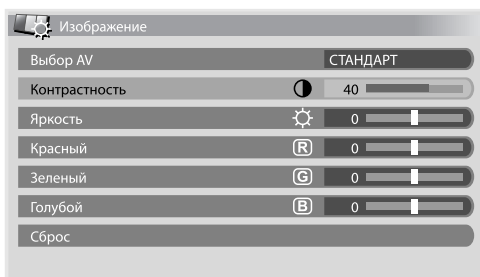 Изображение
Выбор AV СТАНДАРТ
Контрастность 40
Яркость 0
Красный R 0
Зеленый G 0
Голубой B 0
Сброс